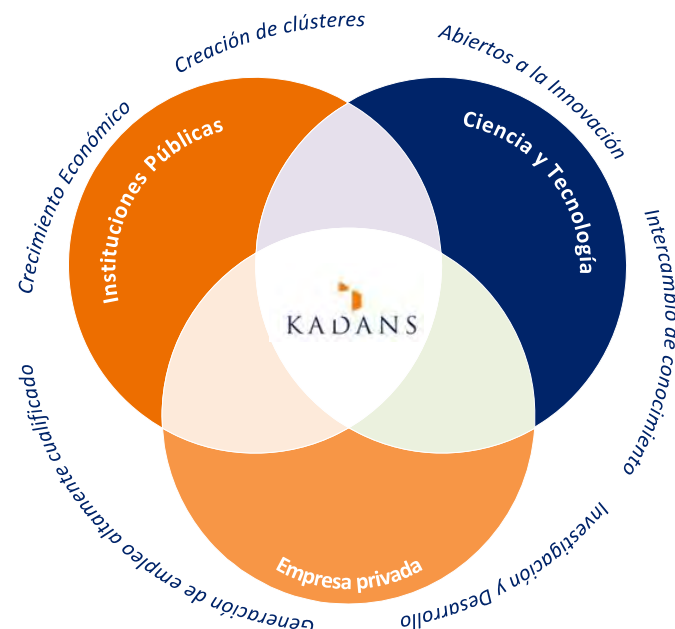 Creación de clústeres
Abiertos a la Innovación
Crecimiento Económico
Instituciones Públicas
Ciencia y Tecnología
Intercambio de conocimiento
KADANS
Generación de empleo altamente cualificado
Investigación y Desarrollo
Empresa privada